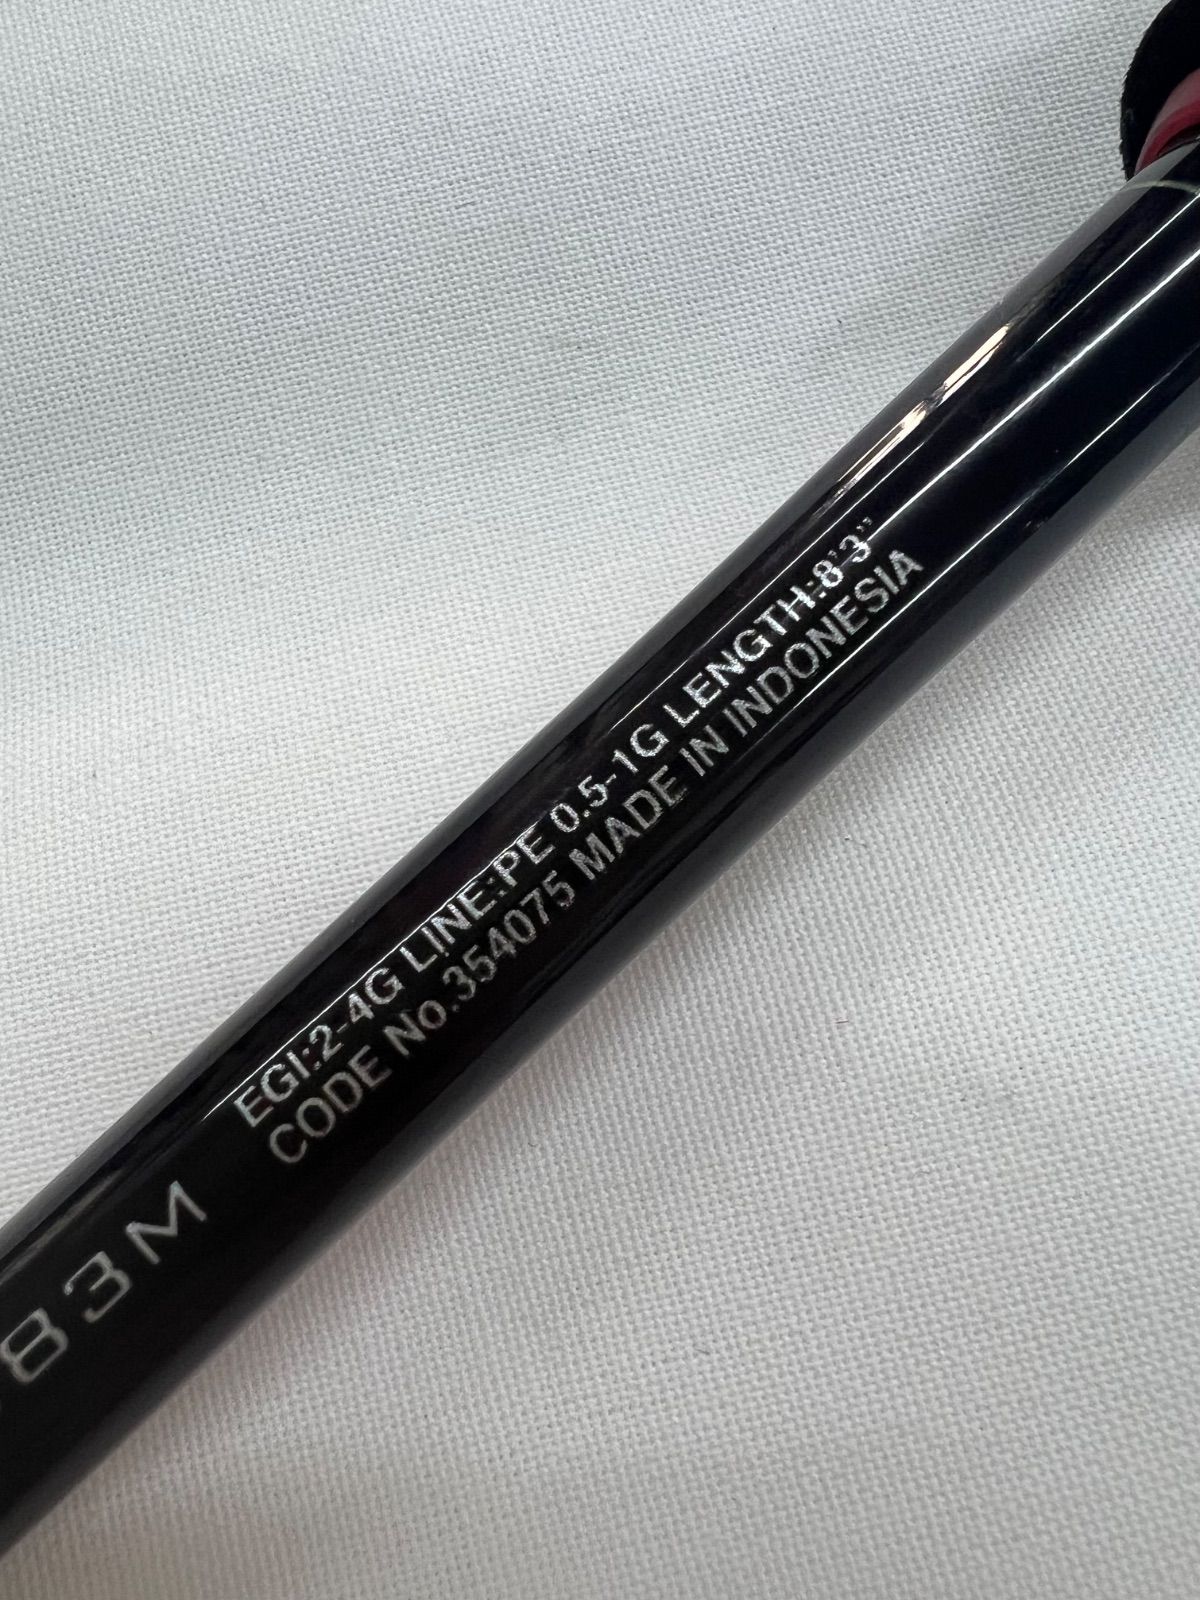 83M
EGI:2-4G LINE:PE 0.5-1G LENGTH:8'3"
CODE No.354075 MADE IN INDONESIA